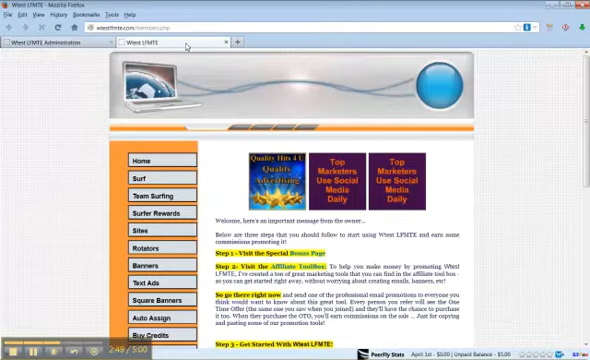 Wtest LFMTE - Mozilla Firefox
File Edit View History Bookmarks Tools Help
wtestlfmte.com/members.php
Wtest LFMTE Administration
Wtest LFMTE
Home
Surf
Team Surfing
Surfer Rewards
Sites
Rotators
Banners
Text Ads
Square Banners
Auto Assign
Buy Credits
Quality Hits 4 U
Quality
Advertising
Top
Marketers
Use Social
Media
Daily
Top
Marketers
Use Social
Media
Daily
Welcome, here's an important message from the owner...
Below are three steps that you should follow to start using Wtest LFMTE and earn some
commissions promoting it!
Step 1 - Visit the Special Bonus Page
Step 2- Visit the Affiliate ToolBox: To help you make money by promoting Wtest
LFMTE, I've created a ton of great marketing tools that you can find in the affiliate tool box -
so you can get started right away, without worrying about creating emails, banners, etc!
So go there right now and send one of the professional email promotions to everyone you
think would want to know about this great tool. Every person you refer will see the One
Time Offer (the same one you saw when you joined) and they'll have the chance to purchase
it too. When they purchase the OTO, you'll earn commissions on the sale ... Just for copying
and pasting some of our promotion tools!
Step 3 - Get Started With Wtest LFMTE!
2:49 / 5:00
PeerFly Stats April 1st - $0.00 | Unpaid Balance - $5.00